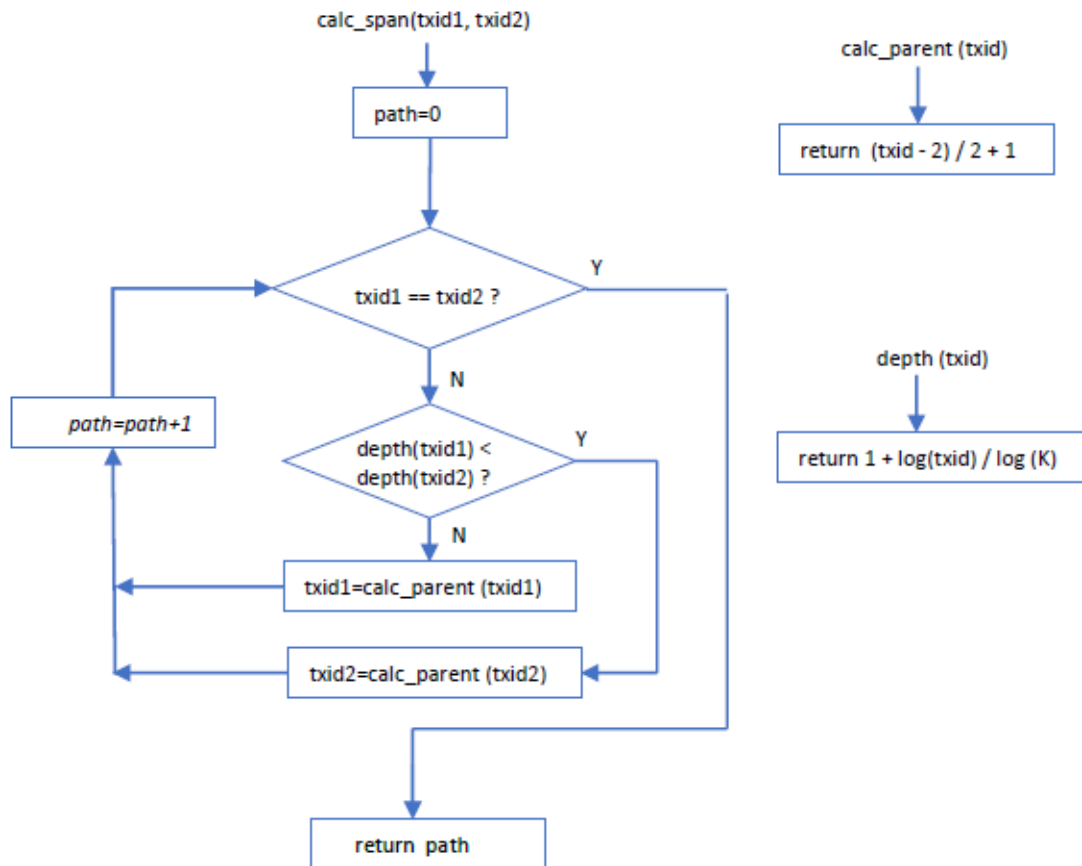 calc_span(txid1, txid2)
path=0
txid1 == txid2 ?
Y
N
path=path+1
depth(txid1) <
depth(txid2) ?
Y
N
txid1=calc_parent (txid1)
txid2=calc_parent (txid2)
return path
calc_parent (txid)
return (txid - 2) / 2 + 1
depth (txid)
return 1 + log(txid) / log (K)